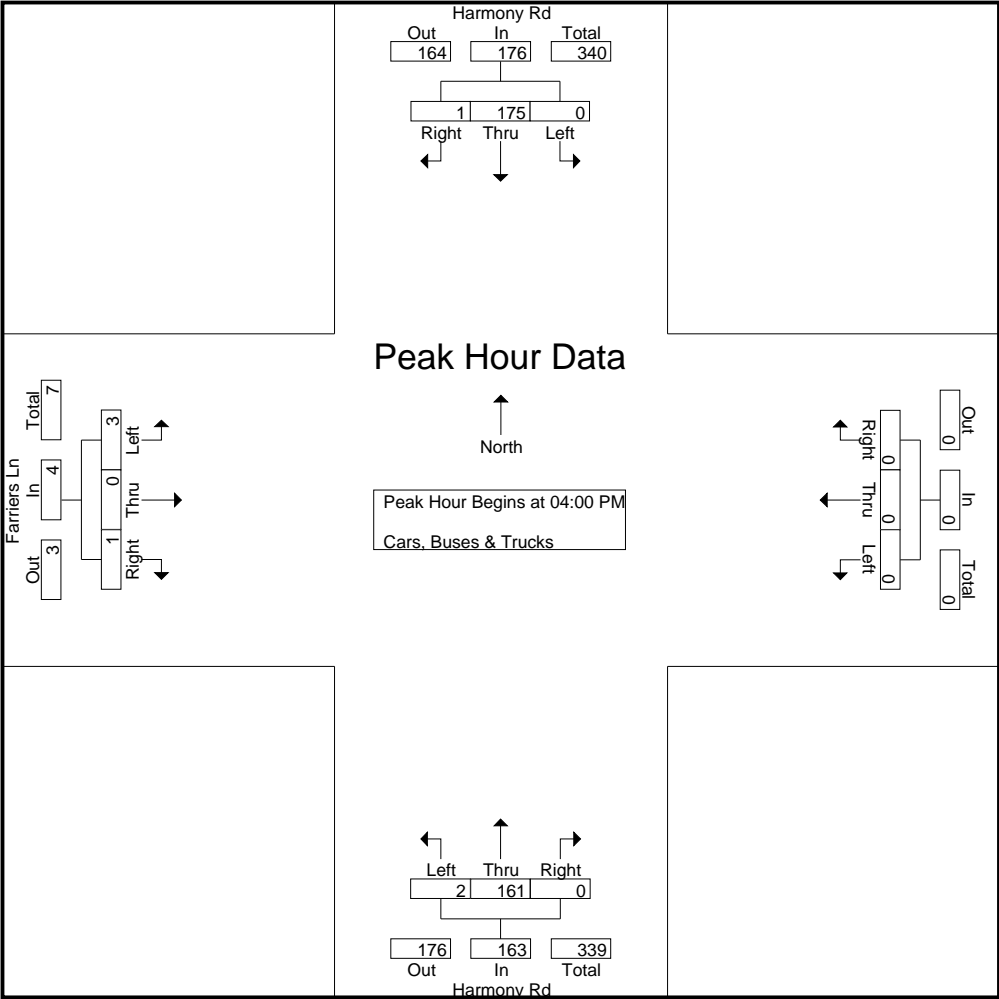 Harmony Rd
Out In Total
164 176 340
1 175 0
Right Thru Left
Peak Hour Data
North
Peak Hour Begins at 04:00 PM
Cars, Buses & Trucks
Farriers Ln
Out In Total
3 4 7
1 0 3
Right Thru Left
Right Thru Left
0 0 0
Out In Total
0 0 0
Left Thru Right
2 161 0
176 163 339
Out In Total
Harmony Rd